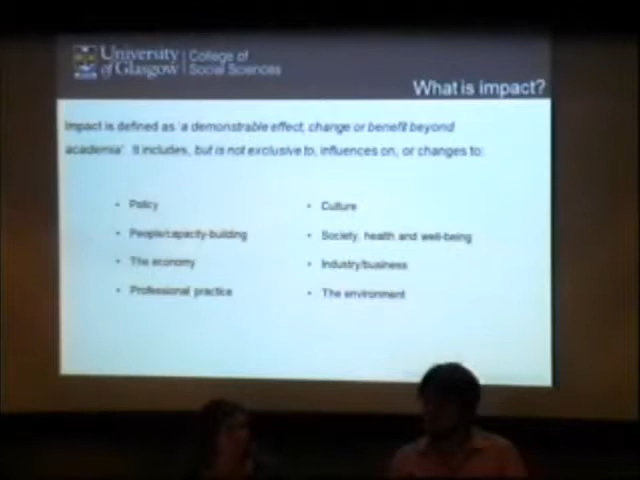 University of Glasgow
College of Social Sciences
What is impact?
Impact is defined as 'a demonstrable effect, change or benefit beyond
academia'. It includes, but is not exclusive to, influences on, or changes to:
• Policy
• People/capacity-building
• The economy
• Professional practice
• Culture
• Society, health and well-being
• Industry/business
• The environment